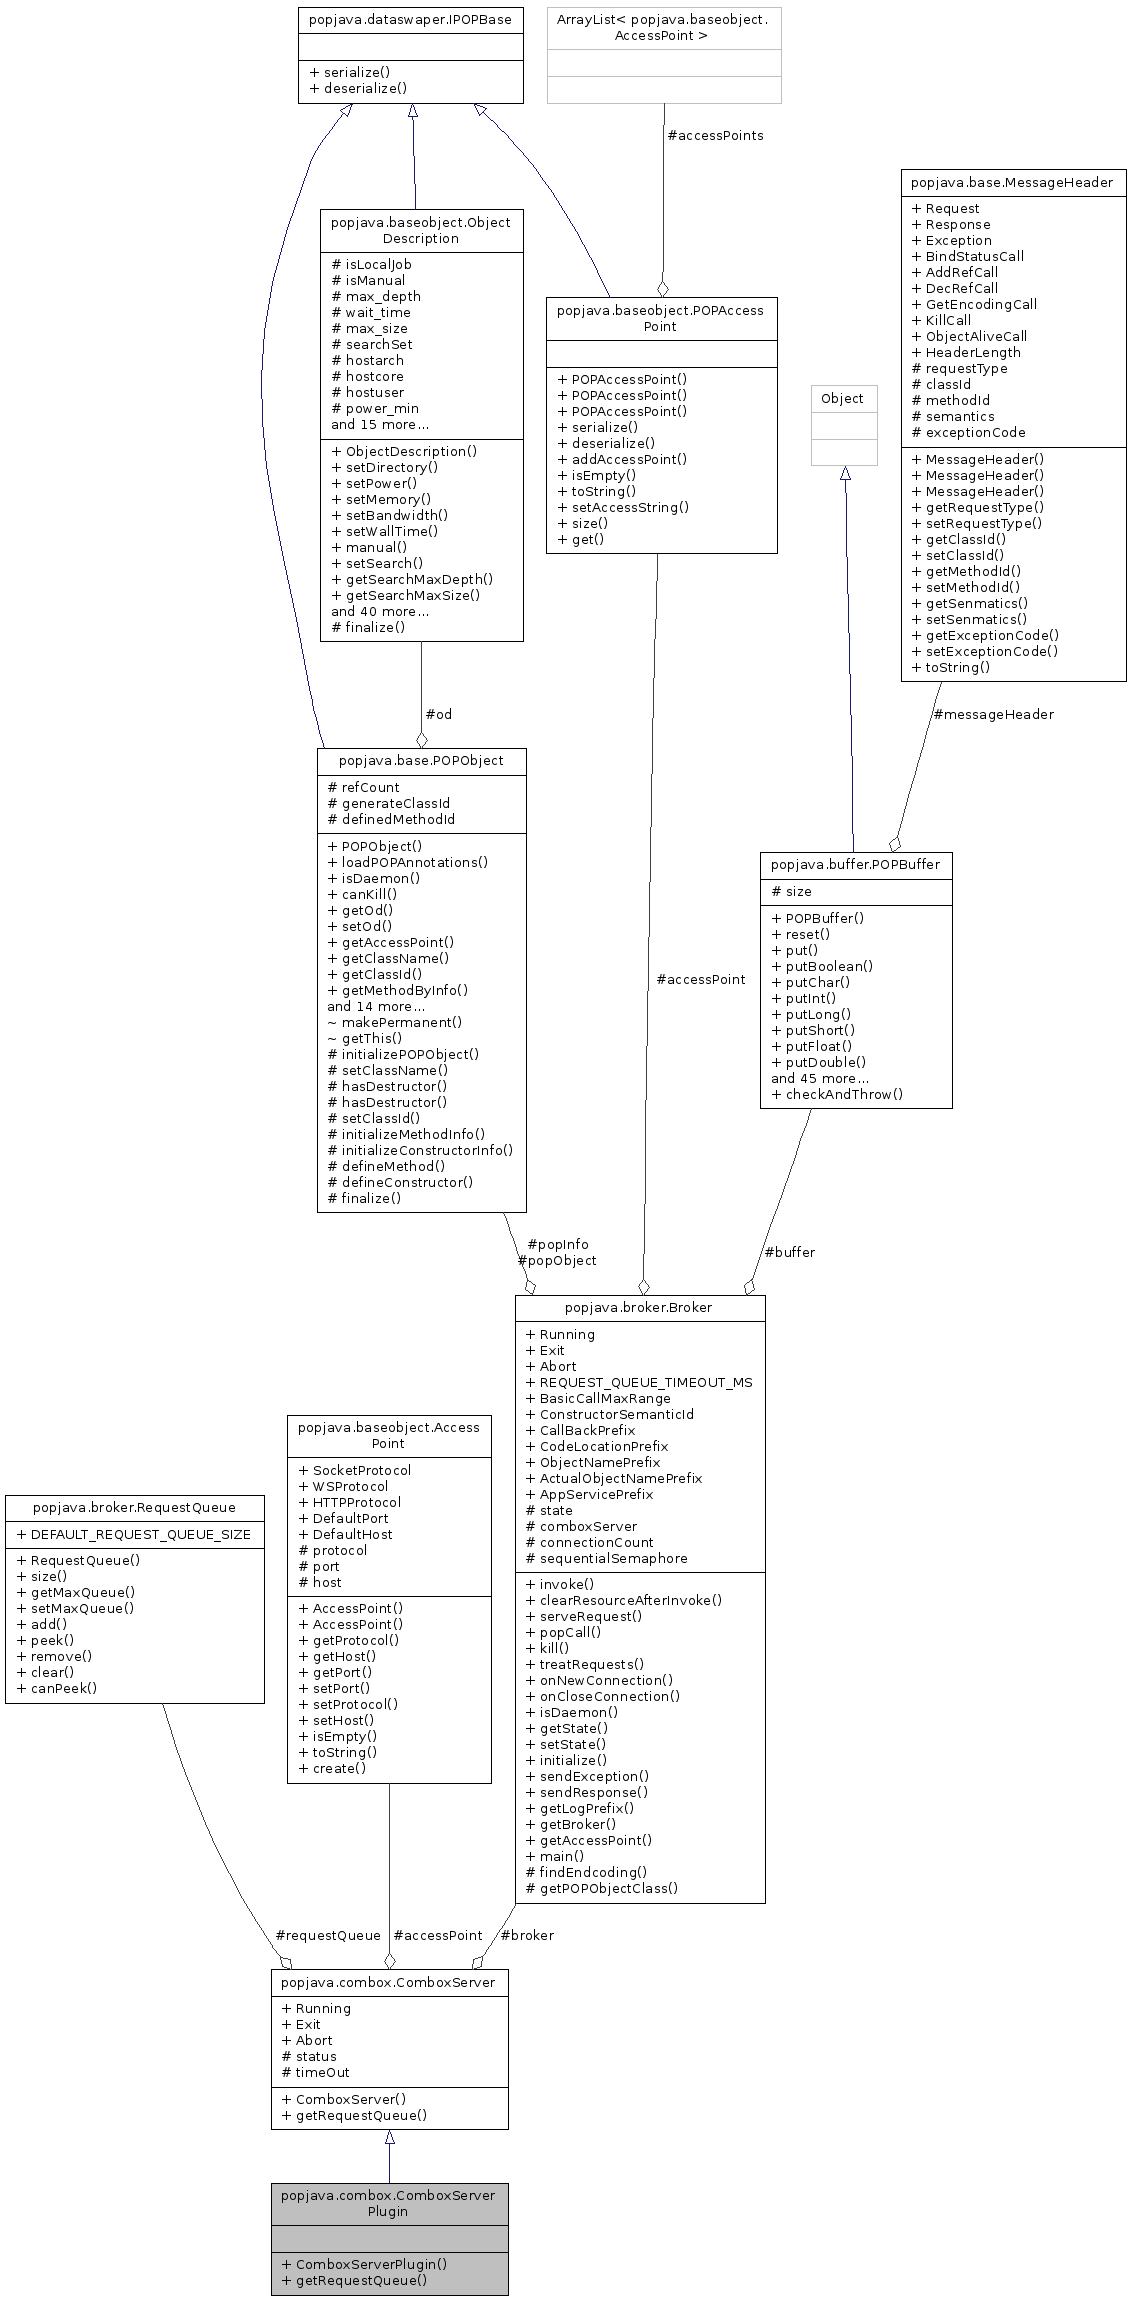 popjava.dataswaper.IPOPBase
+ serialize()
+ deserialize()
ArrayList< popjava.baseobject.
AccessPoint >
#accessPoints
popjava.base.MessageHeader
+ Request
+ Response
+ Exception
+ BindStatusCall
+ AddRefCall
+ DecRefCall
+ GetEncodingCall
+ KillCall
+ ObjectAliveCall
+ HeaderLength
# requestType
# classId
# methodId
# semantics
# exceptionCode
+ MessageHeader()
+ MessageHeader()
+ MessageHeader()
+ getRequestType()
+ setRequestType()
+ getClassId()
+ setClassId()
+ getMethodId()
+ setMethodId()
+ getSenmatics()
+ setSenmatics()
+ getExceptionCode()
+ setExceptionCode()
+ toString()
popjava.baseobject.Object
Description
# isLocalJob
# isManual
# max_depth
# wait_time
# max_size
# searchSet
# hostarch
# hostcore
# hostuser
# power_min
and 15 more...
+ ObjectDescription()
+ setDirectory()
+ setPower()
+ setMemory()
+ setBandwidth()
+ setWallTime()
+ manual()
+ setSearch()
+ getSearchMaxDepth()
+ getSearchMaxSize()
and 40 more...
# finalize()
popjava.baseobject.POPAccess
Point
+ POPAccessPoint()
+ POPAccessPoint()
+ POPAccessPoint()
+ serialize()
+ deserialize()
+ addAccessPoint()
+ isEmpty()
+ toString()
+ setAccessString()
+ size()
+ get()
Object
#od
#messageHeader
popjava.base.POPObject
# refCount
# generateClassId
# definedMethodId
+ POPObject()
+ loadPOPAnnotations()
+ isDaemon()
+ canKill()
+ getOd()
+ setOd()
+ getAccessPoint()
+ getClassName()
+ getClassId()
+ getMethodByInfo()
and 14 more...
~ makePermanent()
~ getThis()
# initializePOPObject()
# setClassName()
# hasDestructor()
# hasDestructor()
# setClassId()
# initializeMethodInfo()
# initializeConstructorInfo()
# defineMethod()
# defineConstructor()
# finalize()
popjava.buffer.POPBuffer
# size
+ POPBuffer()
+ reset()
+ put()
+ putBoolean()
+ putChar()
+ putInt()
+ putLong()
+ putShort()
+ putFloat()
+ putDouble()
and 45 more...
+ checkAndThrow()
#accessPoint
#popInfo
#popObject
#buffer
popjava.broker.Broker
+ Running
+ Exit
+ Abort
+ REQUEST_QUEUE_TIMEOUT_MS
+ BasicCallMaxRange
+ ConstructorSemanticId
+ CallBackPrefix
+ CodeLocationPrefix
+ ObjectNamePrefix
+ ActualObjectNamePrefix
+ AppServicePrefix
# state
# comboxServer
# connectionCount
# sequentialSemaphore
+ invoke()
+ clearResourceAfterInvoke()
+ serveRequest()
+ popCall()
+ kill()
+ treatRequests()
+ onNewConnection()
+ onCloseConnection()
+ isDaemon()
+ getState()
+ setState()
+ initialize()
+ sendException()
+ sendResponse()
+ getLogPrefix()
+ getBroker()
+ getAccessPoint()
+ main()
# findEndcoding()
# getPOPObjectClass()
popjava.baseobject.Access
Point
+ SocketProtocol
+ WSProtocol
+ HTTPProtocol
+ DefaultPort
+ DefaultHost
# protocol
# port
# host
+ AccessPoint()
+ AccessPoint()
+ getProtocol()
+ getHost()
+ getPort()
+ setPort()
+ setProtocol()
+ setHost()
+ isEmpty()
+ toString()
+ create()
popjava.broker.RequestQueue
+ DEFAULT_REQUEST_QUEUE_SIZE
+ RequestQueue()
+ size()
+ getMaxQueue()
+ setMaxQueue()
+ add()
+ peek()
+ remove()
+ clear()
+ canPeek()
#requestQueue
#accessPoint
#broker
popjava.combox.ComboxServer
+ Running
+ Exit
+ Abort
# status
# timeOut
+ ComboxServer()
+ getRequestQueue()
popjava.combox.ComboxServer
Plugin
+ ComboxServerPlugin()
+ getRequestQueue()